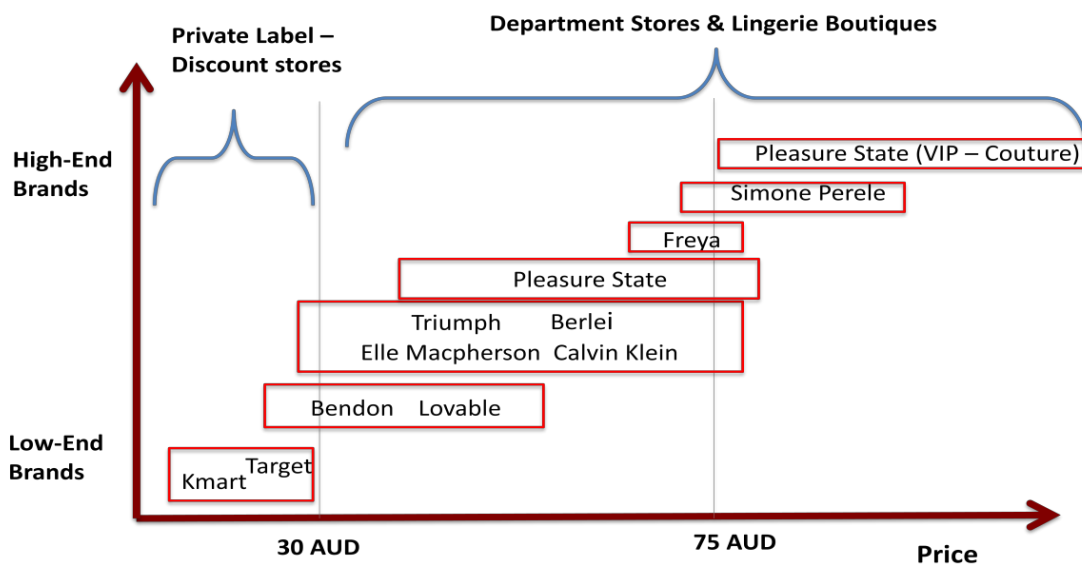 Department Stores & Lingerie Boutiques
Private Label –
Discount stores
High-End
Brands
Pleasure State (VIP – Couture)
Simone Perele
Freya
Pleasure State
Triumph Berlei
Elle Macpherson Calvin Klein
Bendon Lovable
Low-End
Brands
Target
Kmart
30 AUD
75 AUD
Price